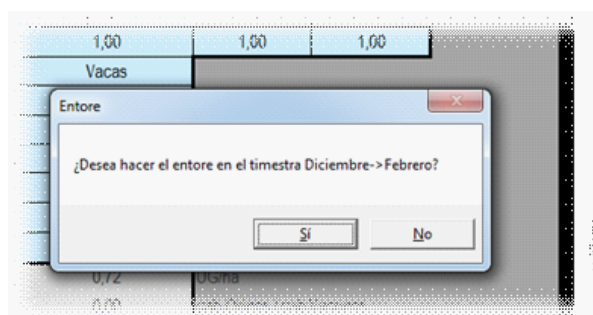 1,00 1,00 1,00
Vacas
Entore
¿Desea hacer el entore en el timestra Diciembre->Febrero?
Sí No
0,72 UG/ha
0,00